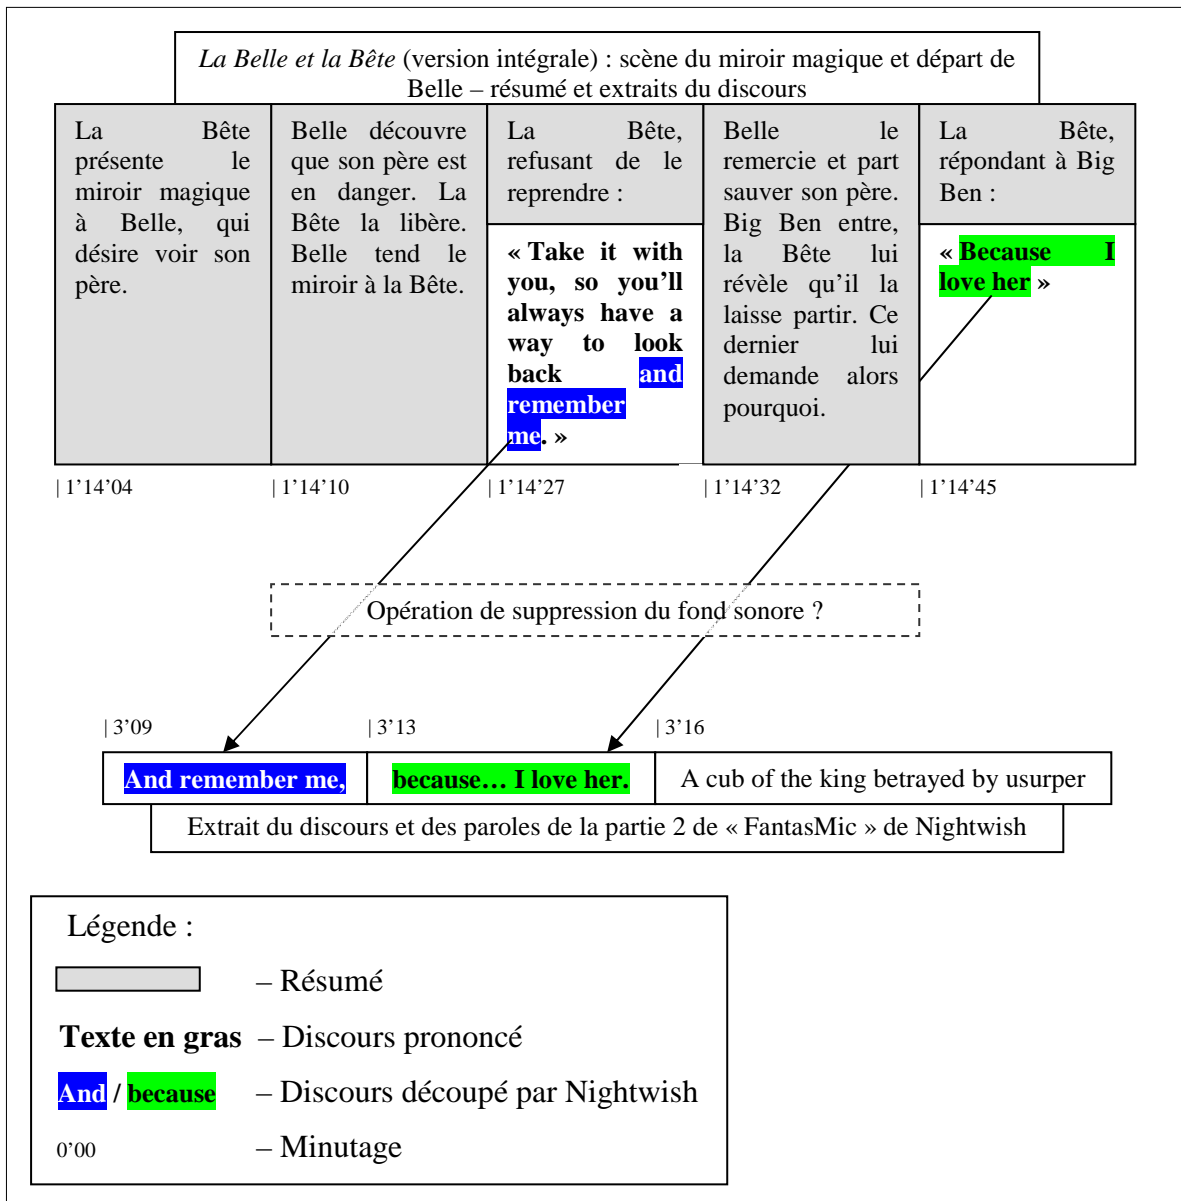 La Belle et la Bête (version intégrale) : scène du miroir magique et départ de
Belle – résumé et extraits du discours
La Bête
présente le
miroir magique
à Belle, qui
désire voir son
père.
Belle découvre
que son père est
en danger. La
Bête la libère.
Belle tend le
miroir à la Bête.
La Bête,
refusant de le
reprendre :
« Take it with
you, so you’ll
always have a
way to look
back and
remember
me. »
Belle le
remercie et part
sauver son père.
Big Ben entre,
la Bête lui
révèle qu’il la
laisse partir. Ce
dernier lui
demande alors
pourquoi.
La Bête,
répondant à Big
Ben :
« Because I
love her »
| 1’14’04
| 1’14’10
| 1’14’27
| 1’14’32
| 1’14’45
Opération de suppression du fond sonore ?
| 3’09
| 3’13
| 3’16
And remember me,
because… I love her.
A cub of the king betrayed by usurper
Extrait du discours et des paroles de la partie 2 de « FantasMic » de Nightwish
Légende :
– Résumé
Texte en gras – Discours prononcé
And / because – Discours découpé par Nightwish
0’00 – Minutage